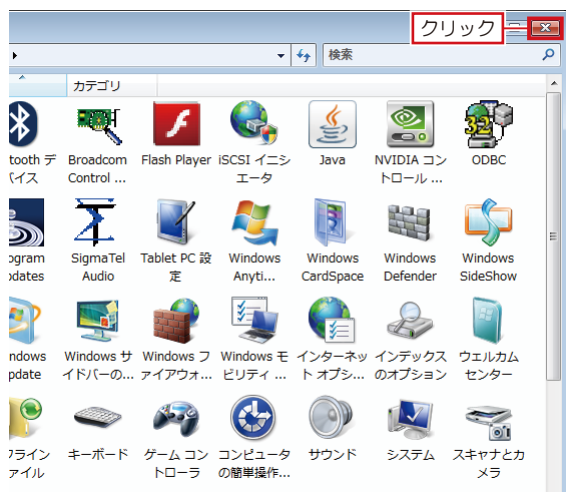 クリック
検索
カテゴリ
tooth デ
バイス
Broadcom
Control ...
Flash Player
iSCSI イニシ
エータ
Java
NVIDIA コン
トロール ...
ODBC
32
ogram
pdates
SigmaTel
Audio
Tablet PC 設
定
Windows
Anyti...
Windows
CardSpace
Windows
Defender
Windows
SideShow
ndows
pdate
Windows サ
イドバーの...
Windows フ
ァイアウォ...
Windows モ
ビリティ ...
インターネッ
ト オプシ...
インデックス
のオプション
ウェルカム
センター
フライン
ァイル
キーボード
ゲーム コン
トローラ
コンピュータ
の簡単操作...
サウンド
システム
スキャナとカ
メラ